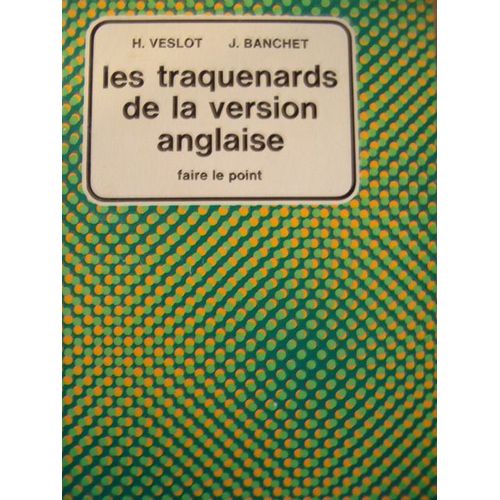 H. VESLOT J. BANCHET
les traquenards
de la version
anglaise
faire le point